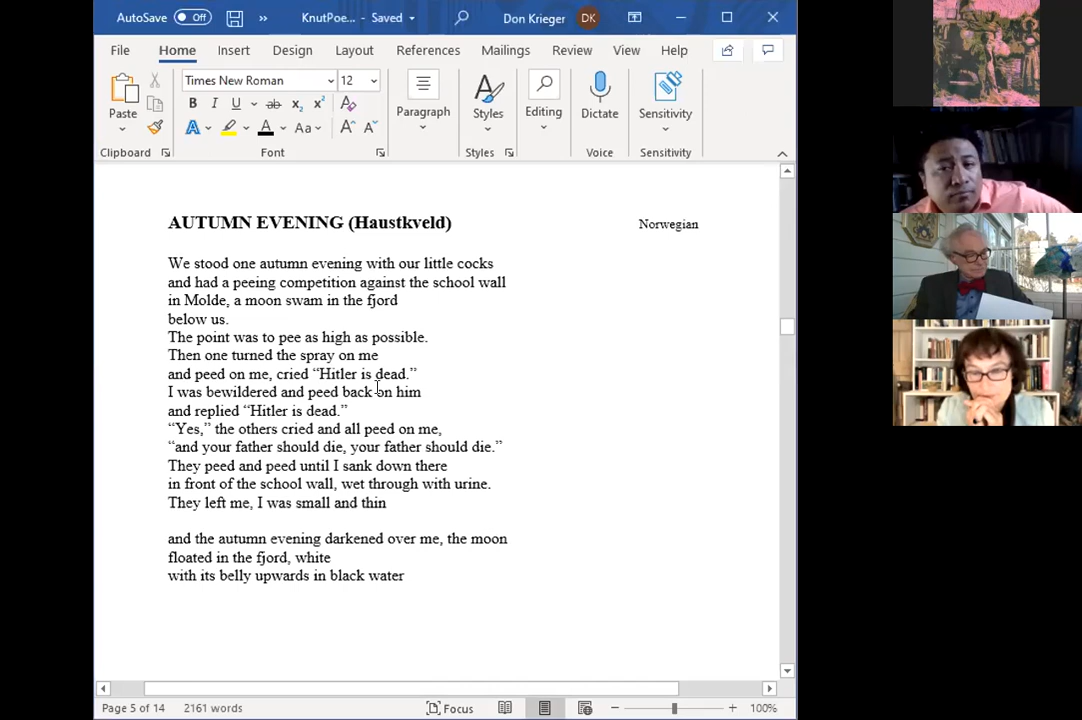 AutoSave Off KnutPoe... - Saved Don Krieger DK
File Home Insert Design Layout References Mailings Review View Help
Times New Roman 12
B I U ab x₂ x²
A A Aa A A
Paste Paragraph Styles Editing Dictate Sensitivity
Clipboard Font Styles Voice Sensitivity
AUTUMN EVENING (Haustkveld) Norwegian
We stood one autumn evening with our little cocks
and had a peeing competition against the school wall
in Molde, a moon swam in the fjord
below us.
The point was to pee as high as possible.
Then one turned the spray on me
and peed on me, cried “Hitler is dead.”
I was bewildered and peed back on him
and replied “Hitler is dead.”
“Yes,” the others cried and all peed on me,
“and your father should die, your father should die.”
They peed and peed until I sank down there
in front of the school wall, wet through with urine.
They left me, I was small and thin
and the autumn evening darkened over me, the moon
floated in the fjord, white
with its belly upwards in black water
Page 5 of 14 2161 words Focus 100%